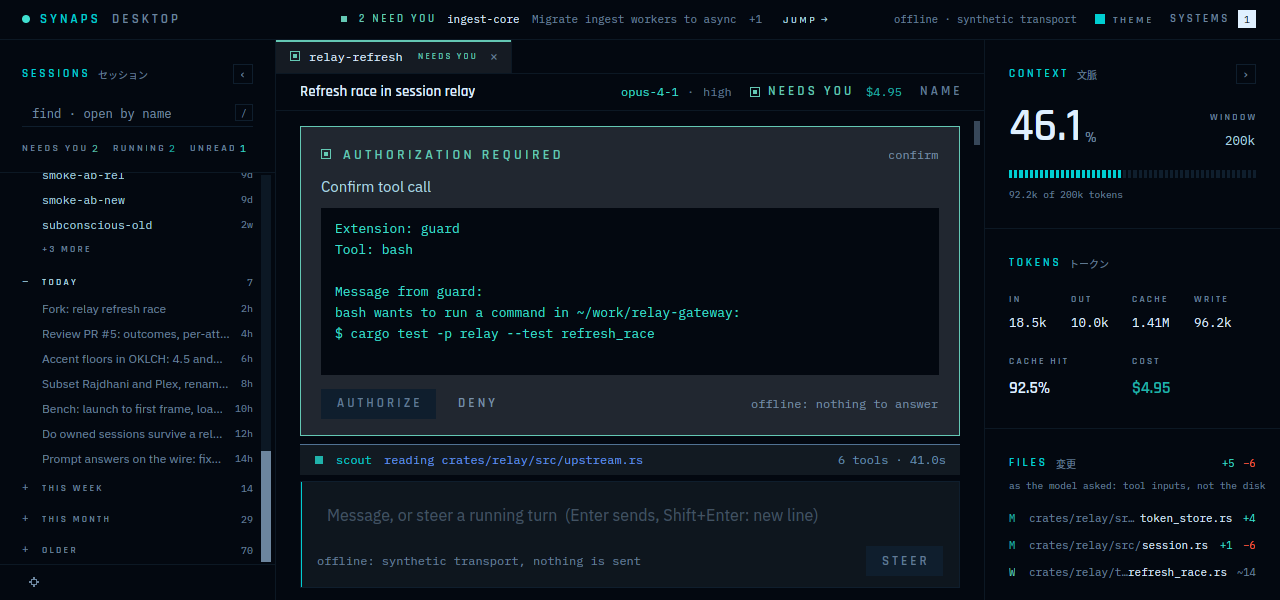 SYNAPS DESKTOP
2 NEED YOU ingest-core Migrate ingest workers to async +1 JUMP →
offline · synthetic transport THEME SYSTEMS 1
SESSIONS セッション ‹
find · open by name /
NEEDS YOU 2 RUNNING 2 UNREAD 1
smoke-ab-rel 9d
smoke-ab-new 9d
subconscious-old 2w
+3 MORE
− TODAY 7
Fork: relay refresh race 2h
Review PR #5: outcomes, per-att... 4h
Accent floors in OKLCH: 4.5 and... 6h
Subset Rajdhani and Plex, renam... 8h
Bench: launch to first frame, loa... 10h
Do owned sessions survive a rel... 12h
Prompt answers on the wire: fix... 14h
+ THIS WEEK 14
+ THIS MONTH 29
+ OLDER 70
relay-refresh NEEDS YOU ×
Refresh race in session relay opus-4-1 · high NEEDS YOU $4.95 NAME
AUTHORIZATION REQUIRED confirm
Confirm tool call
Extension: guard
Tool: bash
Message from guard:
bash wants to run a command in ~/work/relay-gateway:
$ cargo test -p relay --test refresh_race
AUTHORIZE DENY offline: nothing to answer
scout reading crates/relay/src/upstream.rs 6 tools · 41.0s
Message, or steer a running turn (Enter sends, Shift+Enter: new line)
offline: synthetic transport, nothing is sent STEER
CONTEXT 文脈 ›
46.1% WINDOW
200k
92.2k of 200k tokens
TOKENS トークン
IN OUT CACHE WRITE
18.5k 10.0k 1.41M 96.2k
CACHE HIT COST
92.5% $4.95
FILES 変更 +5 −6
as the model asked: tool inputs, not the disk
M crates/relay/sr… token_store.rs +4
M crates/relay/src/session.rs +1 −6
W crates/relay/t…refresh_race.rs ~14